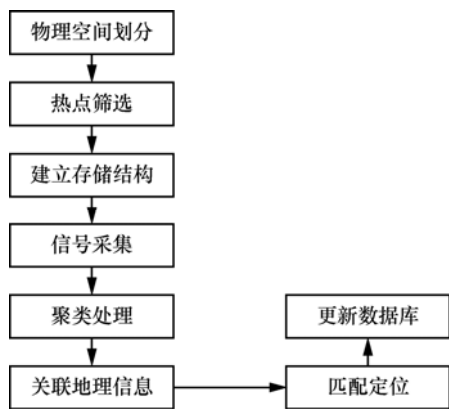 物理空间划分
热点筛选
建立存储结构
信号采集
聚类处理
关联地理信息
匹配定位
更新数据库